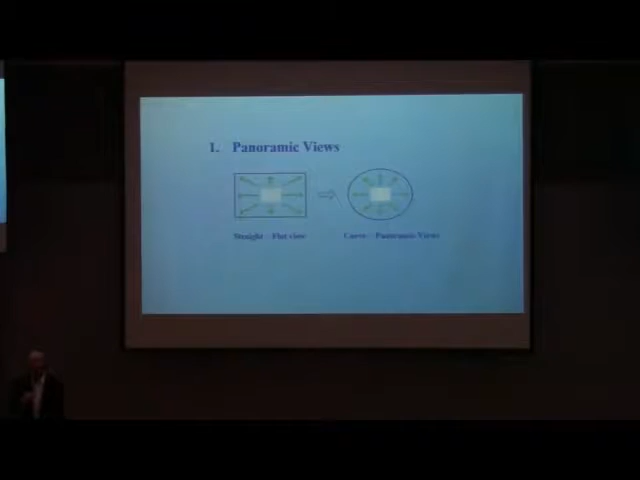 1. Panoramic Views
Straight – Flat view
Curve – Panoramic Views